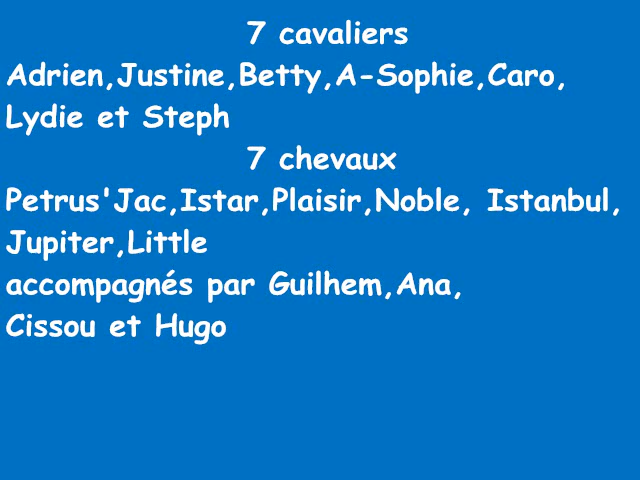 7 cavaliers
Adrien,Justine,Betty,A-Sophie,Caro,
Lydie et Steph
7 chevaux
Petrus'Jac,Istar,Plaisir,Noble, Istanbul,
Jupiter,Little
accompagnés par Guilhem,Ana,
Cissou et Hugo